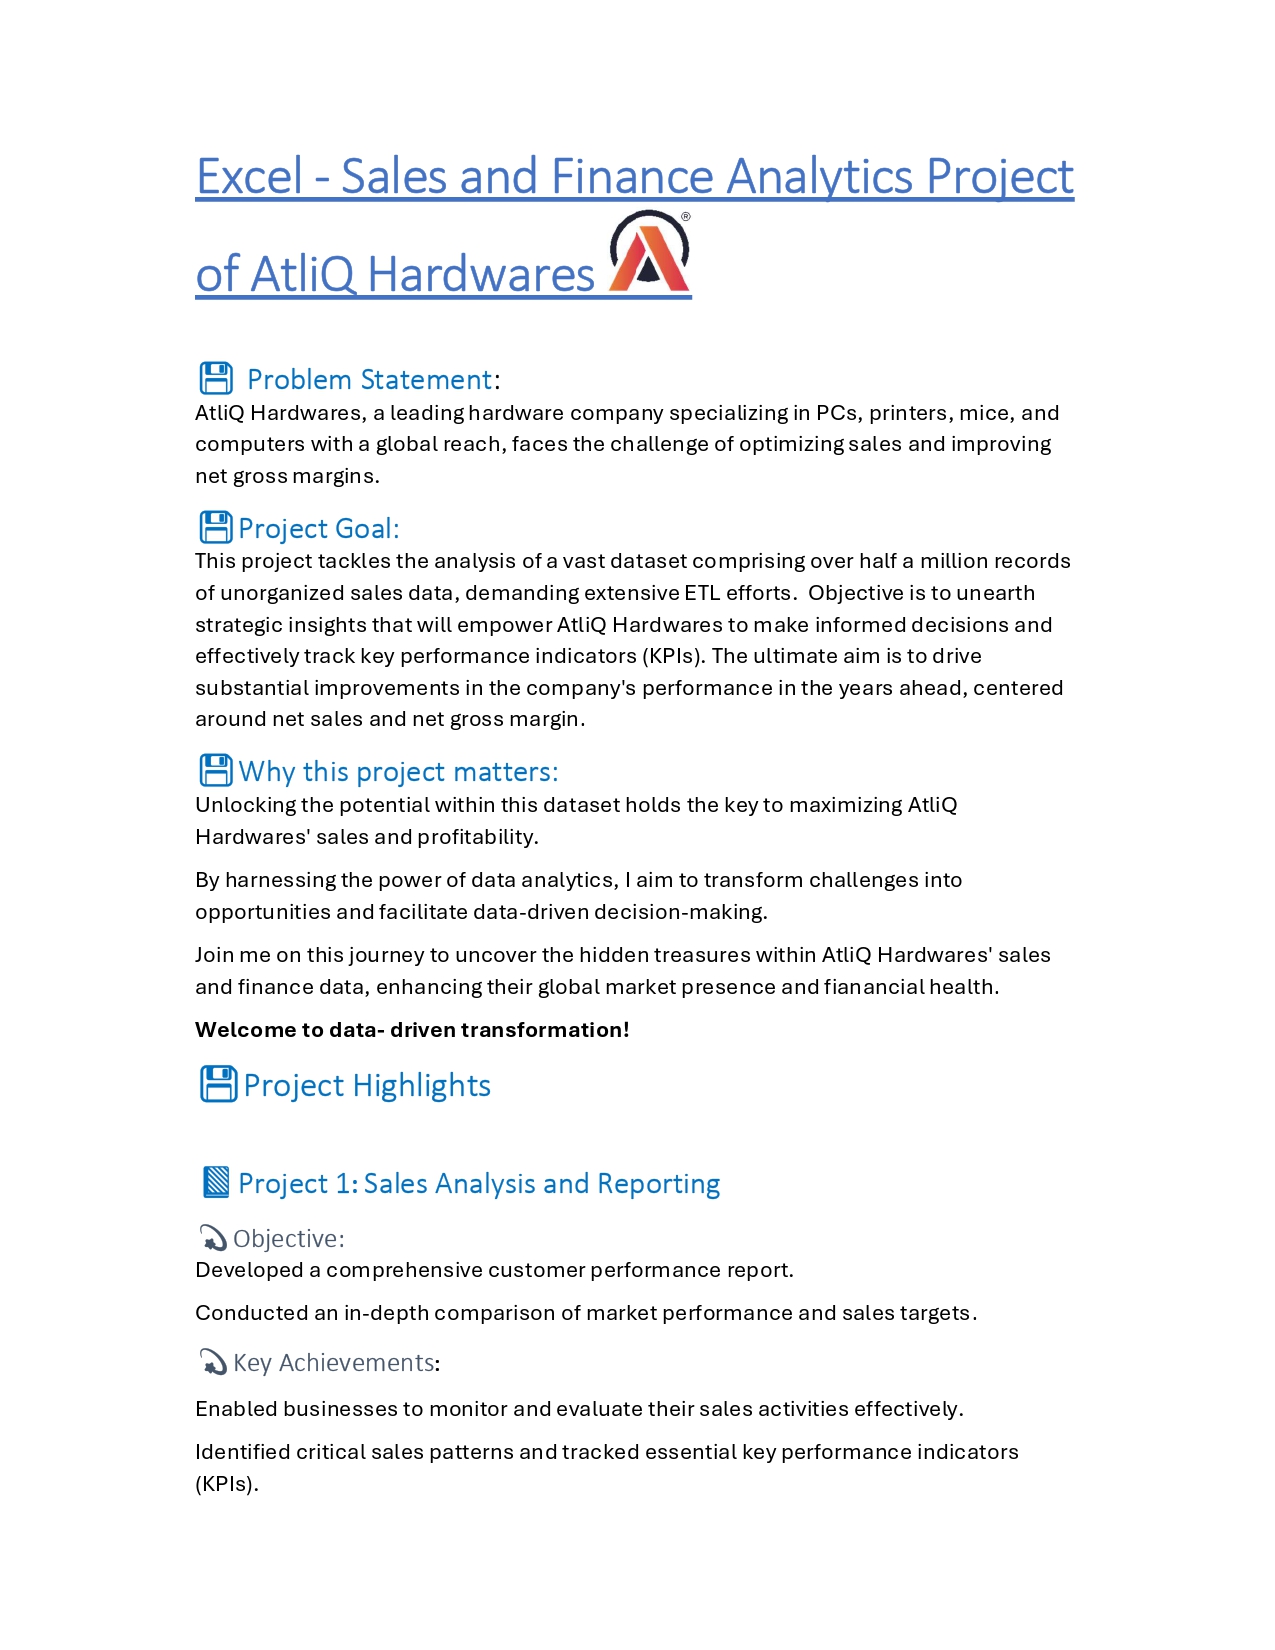 Excel - Sales and Finance Analytics Project
of AtliQ Hardwares ®
Problem Statement:
AtliQ Hardwares, a leading hardware company specializing in PCs, printers, mice, and
computers with a global reach, faces the challenge of optimizing sales and improving
net gross margins.
Project Goal:
This project tackles the analysis of a vast dataset comprising over half a million records
of unorganized sales data, demanding extensive ETL efforts. Objective is to unearth
strategic insights that will empower AtliQ Hardwares to make informed decisions and
effectively track key performance indicators (KPIs). The ultimate aim is to drive
substantial improvements in the company's performance in the years ahead, centered
around net sales and net gross margin.
Why this project matters:
Unlocking the potential within this dataset holds the key to maximizing AtliQ
Hardwares' sales and profitability.
By harnessing the power of data analytics, I aim to transform challenges into
opportunities and facilitate data-driven decision-making.
Join me on this journey to uncover the hidden treasures within AtliQ Hardwares' sales
and finance data, enhancing their global market presence and fianancial health.
Welcome to data- driven transformation!
Project Highlights
Project 1: Sales Analysis and Reporting
Objective:
Developed a comprehensive customer performance report.
Conducted an in-depth comparison of market performance and sales targets.
Key Achievements:
Enabled businesses to monitor and evaluate their sales activities effectively.
Identified critical sales patterns and tracked essential key performance indicators
(KPIs).